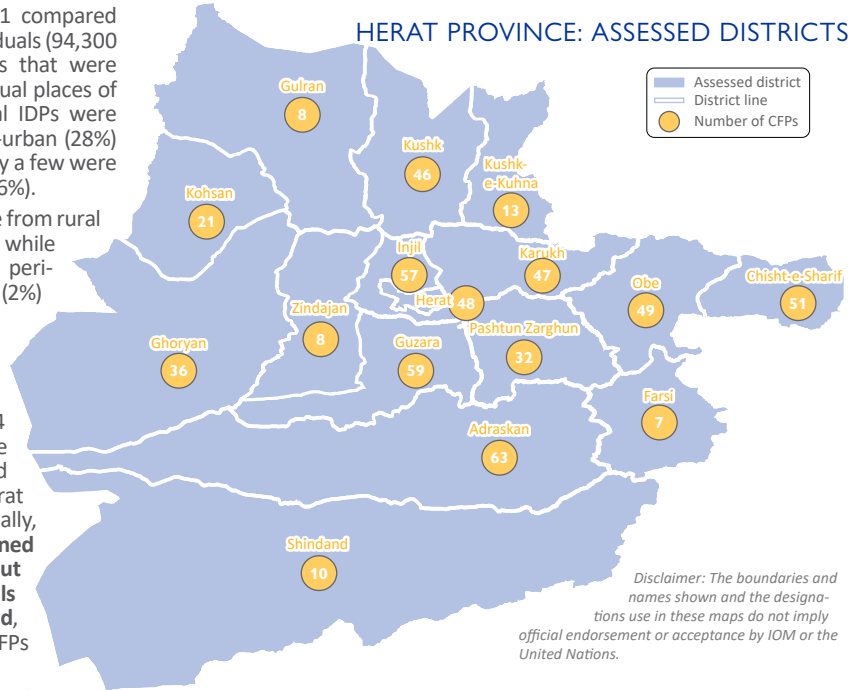 1 compared
duals (94,300
s that were
ual places of
al IDPs were
-urban (28%)
y a few were
6%).
e from rural
while
peri-
(2%)
4
e
d
rat
ally,
ned
ut
ls
d,
FPs
HERAT PROVINCE: ASSESSED DISTRICTS
Assessed district
District line
Number of CFPs
Gulran
8
Kushk
46
Kushk-
e-Kuhna
13
Kohsan
21
Injil
57
Karukh
47
Herat
48
Obe
49
Chisht-e-Sharif
51
Zindajan
8
Ghoryan
36
Guzara
59
Pashtun Zarghun
32
Farsi
7
Adraskan
63
Shindand
10
Disclaimer: The boundaries and
names shown and the designa-
tions use in these maps do not imply
official endorsement or acceptance by IOM or the
United Nations.